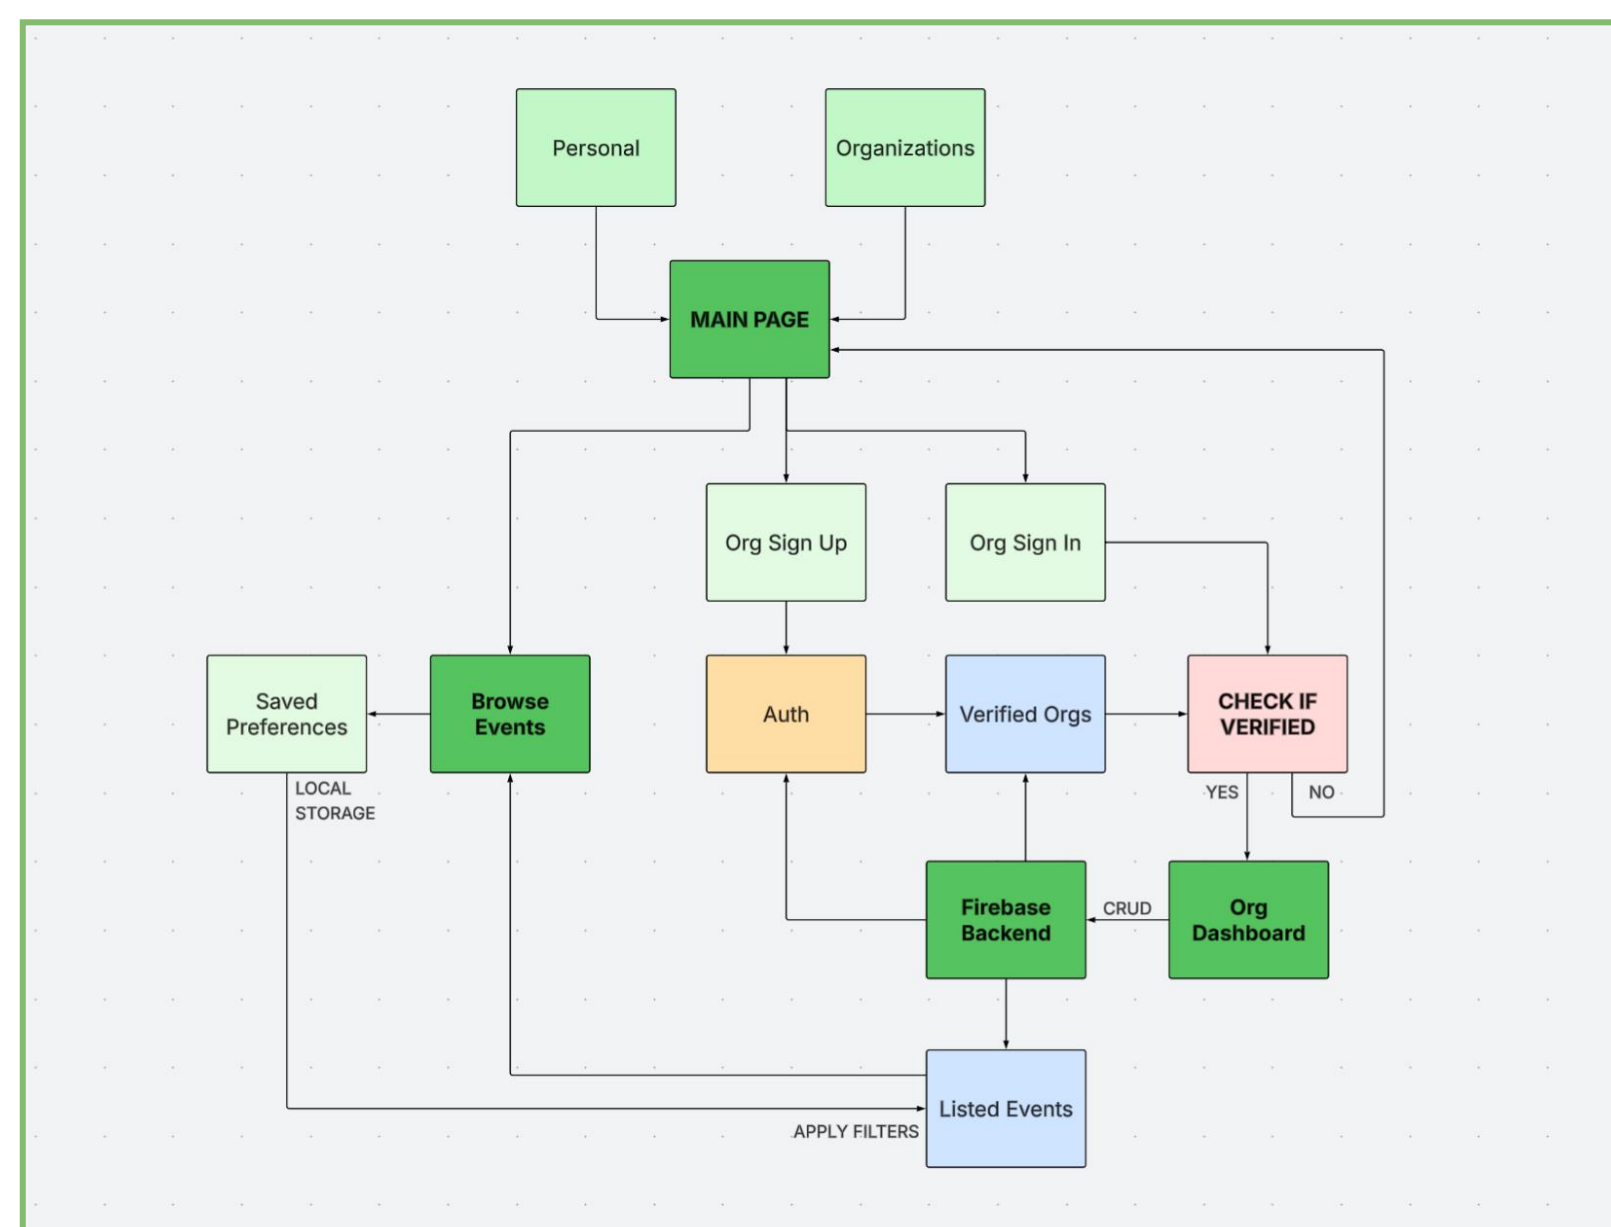 Personal
Organizations
MAIN PAGE
Org Sign Up
Org Sign In
Saved
Preferences
Browse
Events
Auth
Verified Orgs
CHECK IF
VERIFIED
LOCAL
STORAGE
YES
NO
Firebase
Backend
CRUD
Org
Dashboard
Listed Events
APPLY FILTERS